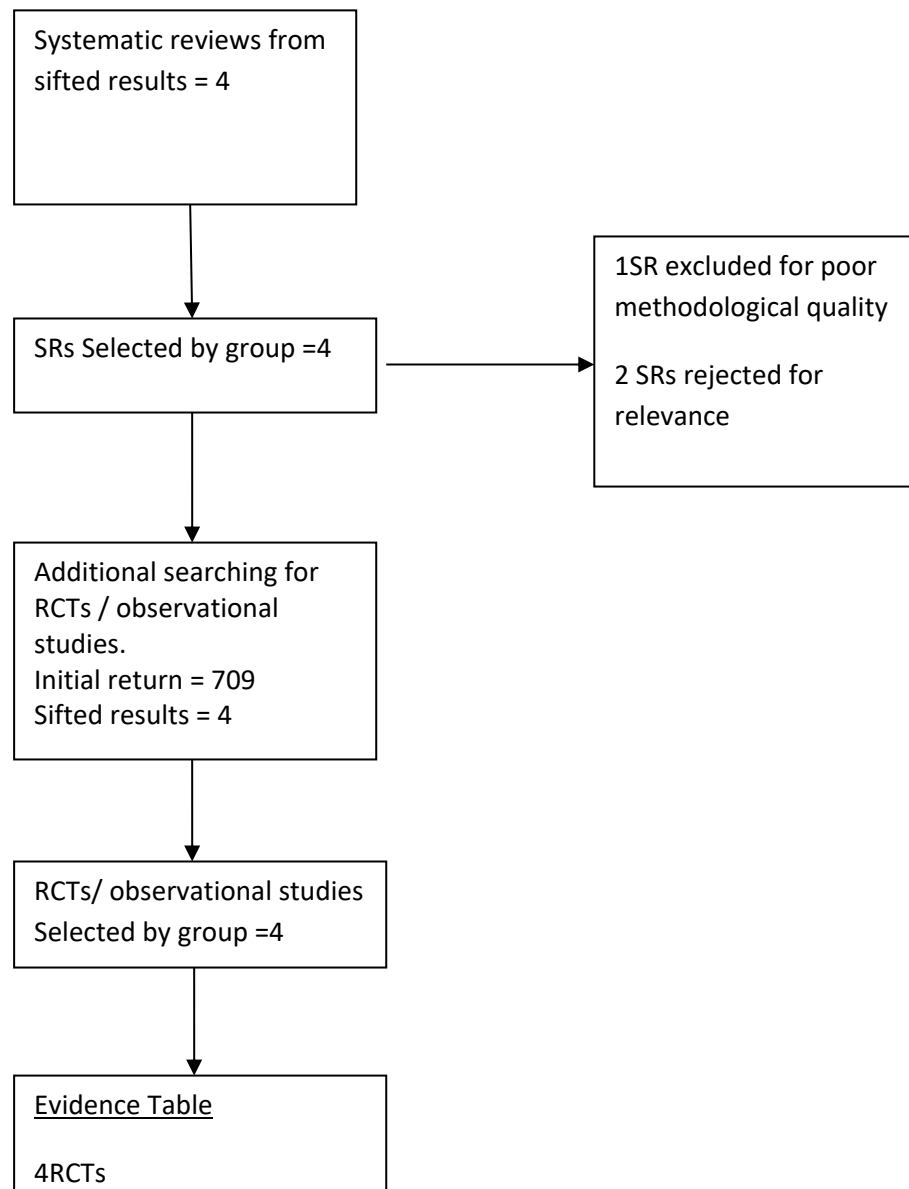 Systematic reviews from
sifted results = 4
SRs Selected by group =4
1SR excluded for poor
methodological quality
2 SRs rejected for
relevance
Additional searching for
RCTs / observational
studies.
Initial return = 709
Sifted results = 4
RCTs/ observational studies
Selected by group =4
Evidence Table
4RCTs